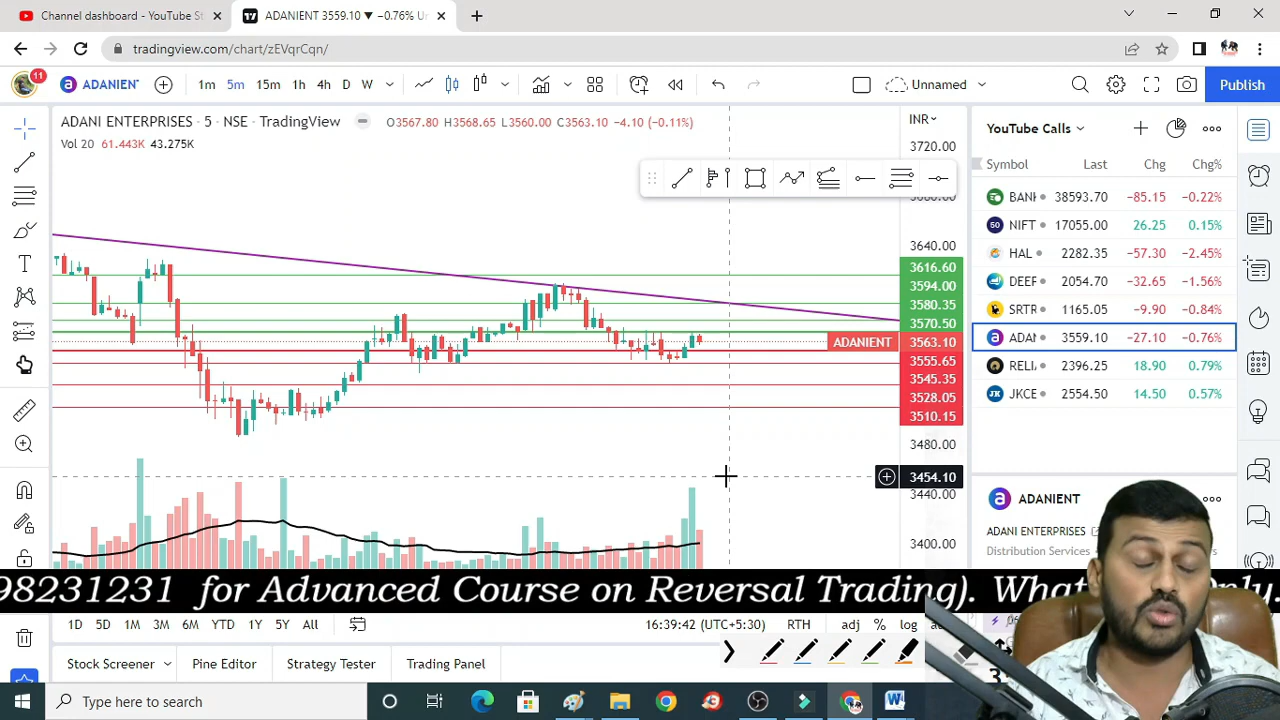 Channel dashboard - YouTube St
ADANIENT 3559.10 ▼ −0.76% Un
tradingview.com/chart/zEVqrCqn/
11
ADANIENT
1m 5m 15m 1h 4h D W
Unnamed
Publish
ADANI ENTERPRISES · 5 · NSE · TradingView
O3567.80 H3568.65 L3560.00 C3563.10 −4.10 (−0.11%)
Vol 20 61.443K 43.275K
INR
3720.00
3680.00
3640.00
3616.60
3594.00
3580.35
3570.50
ADANIENT 3563.10
3555.65
3545.35
3528.05
3510.15
3480.00
3454.10
3440.00
3400.00
YouTube Calls
Symbol Last Chg Chg%
BANK 38593.70 −85.15 −0.22%
NIFT 17055.00 26.25 0.15%
HAL 2282.35 −57.30 −2.45%
DEEP 2054.70 −32.65 −1.56%
SRTR 1165.05 −9.90 −0.84%
ADAN 3559.10 −27.10 −0.76%
RELI 2396.25 18.90 0.79%
JKCE 2554.50 14.50 0.57%
ADANIENT
ADANI ENTERPRISES
Distribution Services
98231231 for Advanced Course on Reversal Trading). What Only.
1D 5D 1M 3M 6M YTD 1Y 5Y All
16:39:42 (UTC+5:30) RTH adj % log
Stock Screener Pine Editor Strategy Tester Trading Panel
Type here to search